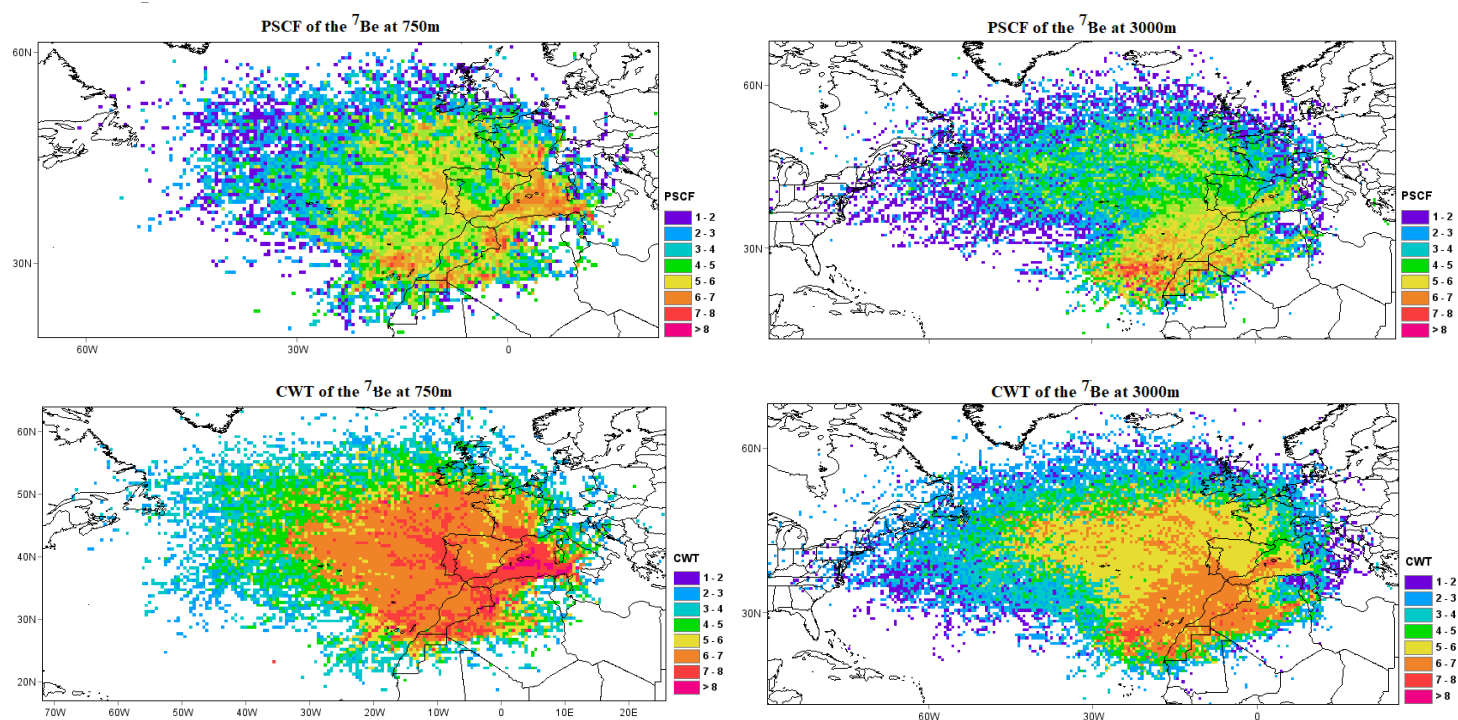 PSCF of the 7Be at 750m
60N
30N
60W
30W
0
PSCF
1 - 2
2 - 3
3 - 4
4 - 5
5 - 6
6 - 7
7 - 8
> 8
PSCF of the 7Be at 3000m
60N
30N
60W
0
PSCF
1 - 2
2 - 3
3 - 4
4 - 5
5 - 6
6 - 7
7 - 8
> 8
CWT of the 7Be at 750m
60N
50N
40N
30N
20N
70W
60W
50W
40W
30W
20W
10W
0E
10E
20E
CWT
1 - 2
2 - 3
3 - 4
4 - 5
5 - 6
6 - 7
7 - 8
> 8
CWT of the 7Be at 3000m
60N
30N
60W
0
CWT
1 - 2
2 - 3
3 - 4
4 - 5
5 - 6
6 - 7
7 - 8
> 8